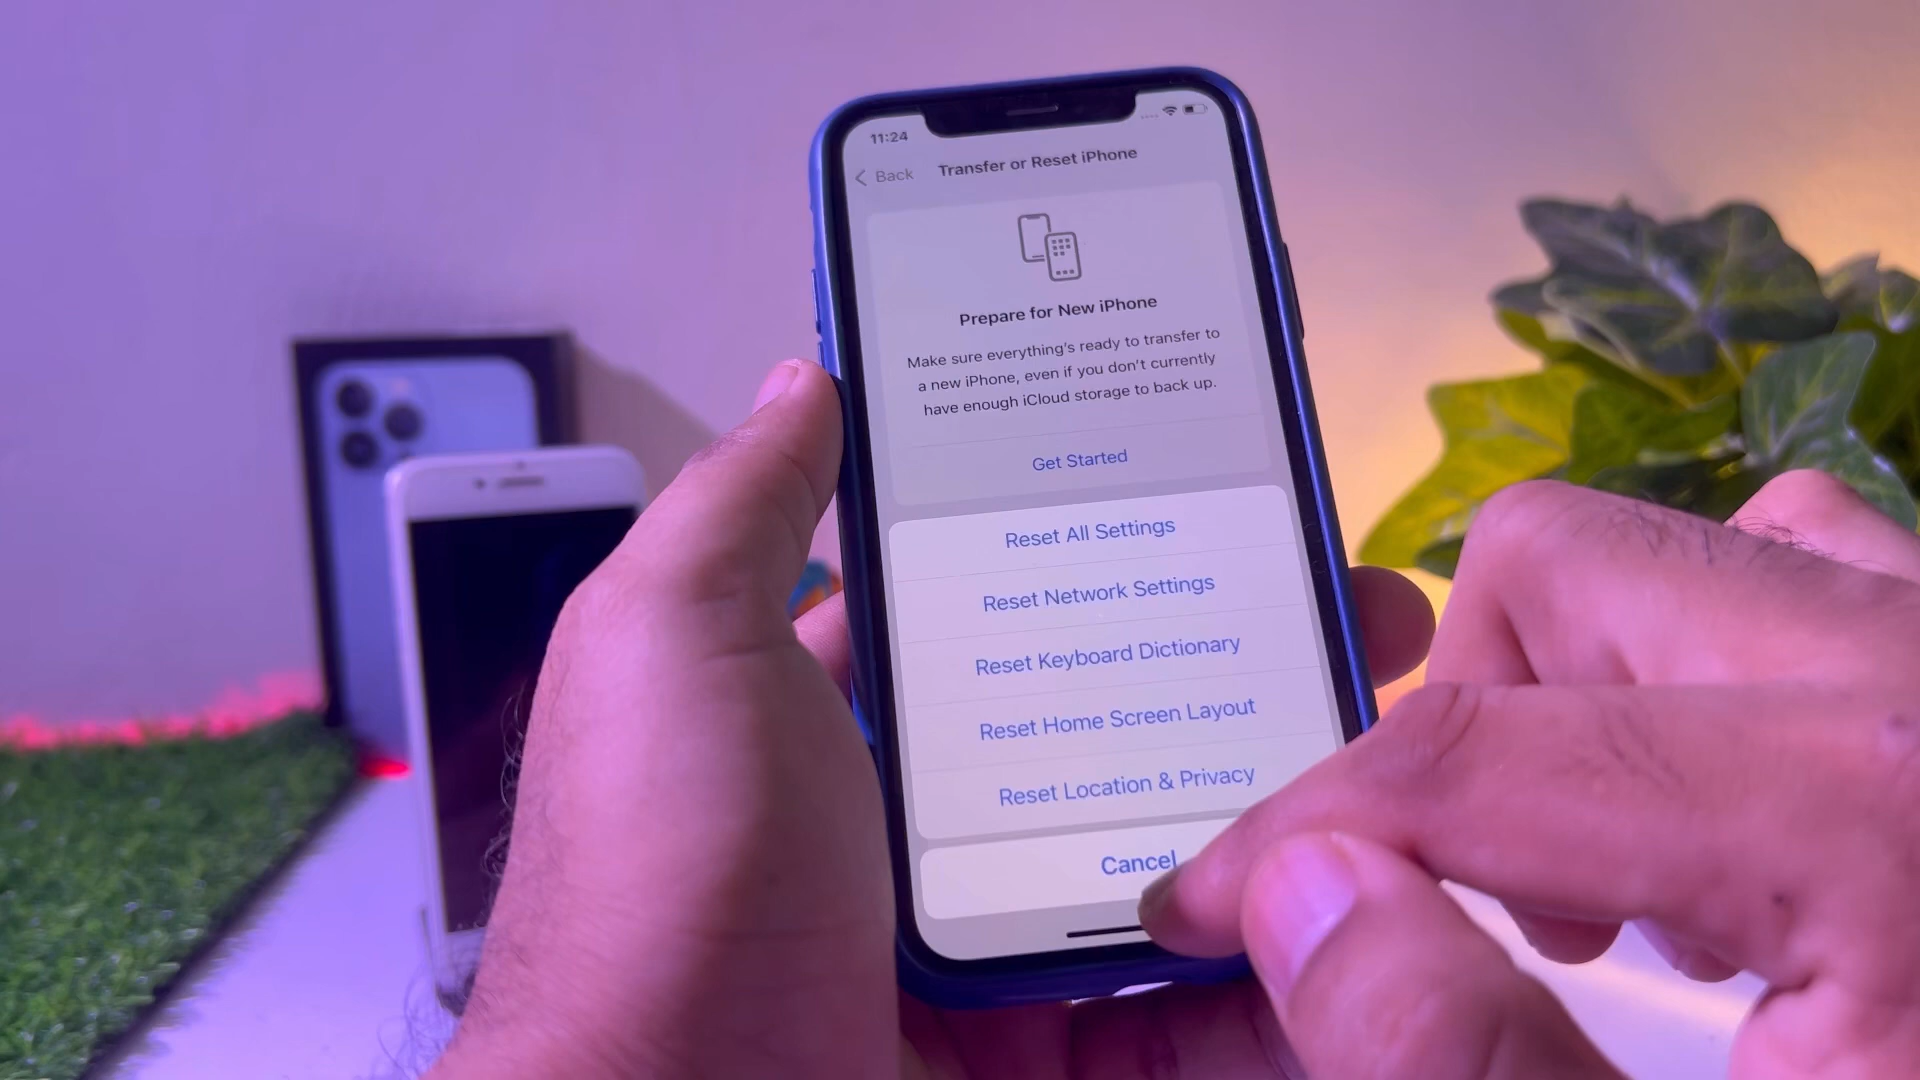 11:24
Back
Transfer or Reset iPhone
Prepare for New iPhone
Make sure everything's ready to transfer to
a new iPhone, even if you don't currently
have enough iCloud storage to back up.
Get Started
Reset All Settings
Reset Network Settings
Reset Keyboard Dictionary
Reset Home Screen Layout
Reset Location & Privacy
Cancel